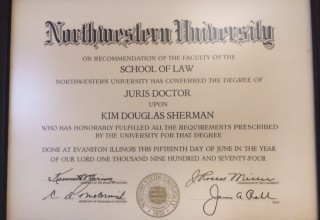 Northwestern University
ON RECOMMENDATION OF THE FACULTY OF THE
SCHOOL OF LAW
NORTHWESTERN UNIVERSITY HAS CONFERRED THE DEGREE OF
JURIS DOCTOR
UPON
KIM DOUGLAS SHERMAN
WHO HAS HONORABLY FULFILLED ALL THE REQUIREMENTS PRESCRIBED
BY THE UNIVERSITY FOR THAT DEGREE
DONE AT EVANSTON ILLINOIS THIS FIFTEENTH DAY OF JUNE IN THE YEAR
OF OUR LORD ONE THOUSAND NINE HUNDRED AND SEVENTY-FOUR